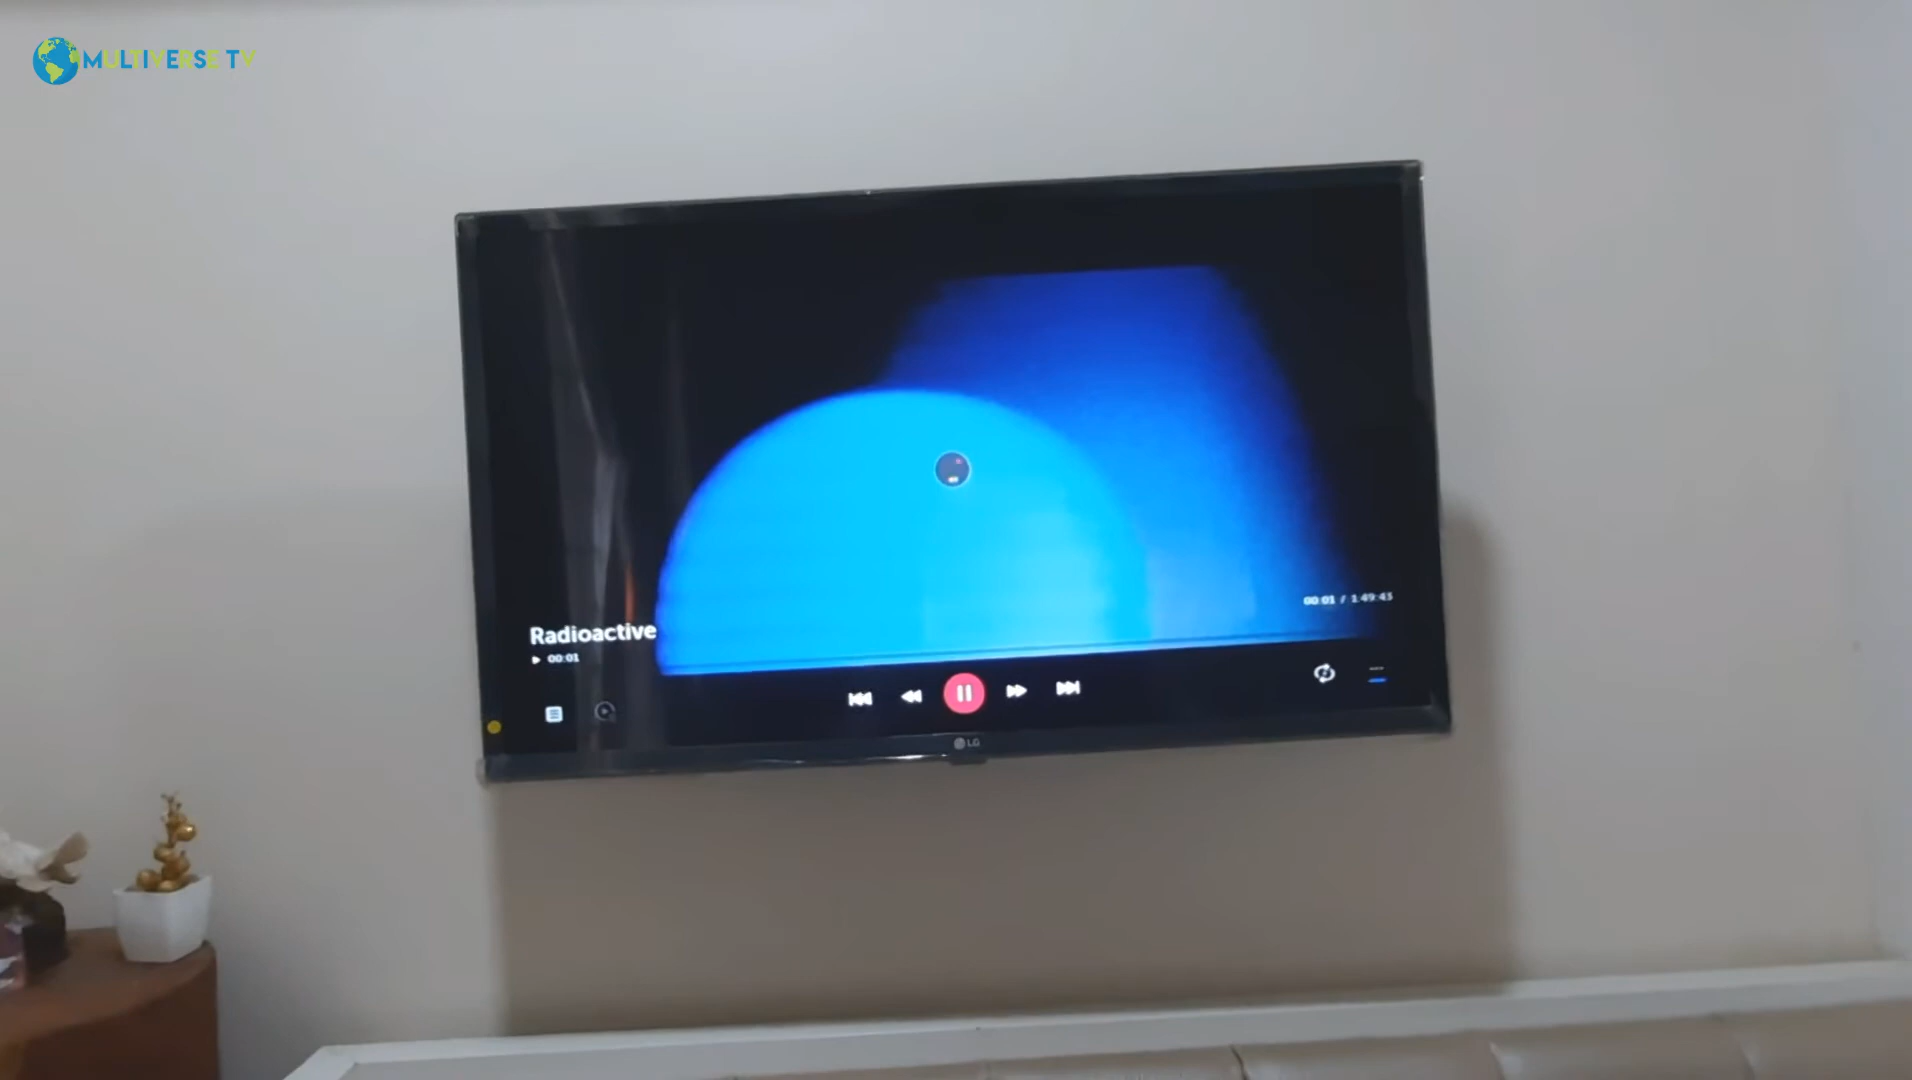 MULTIVERSE TV
00:01 / 1:49:43
Radioactive
00:01
LG